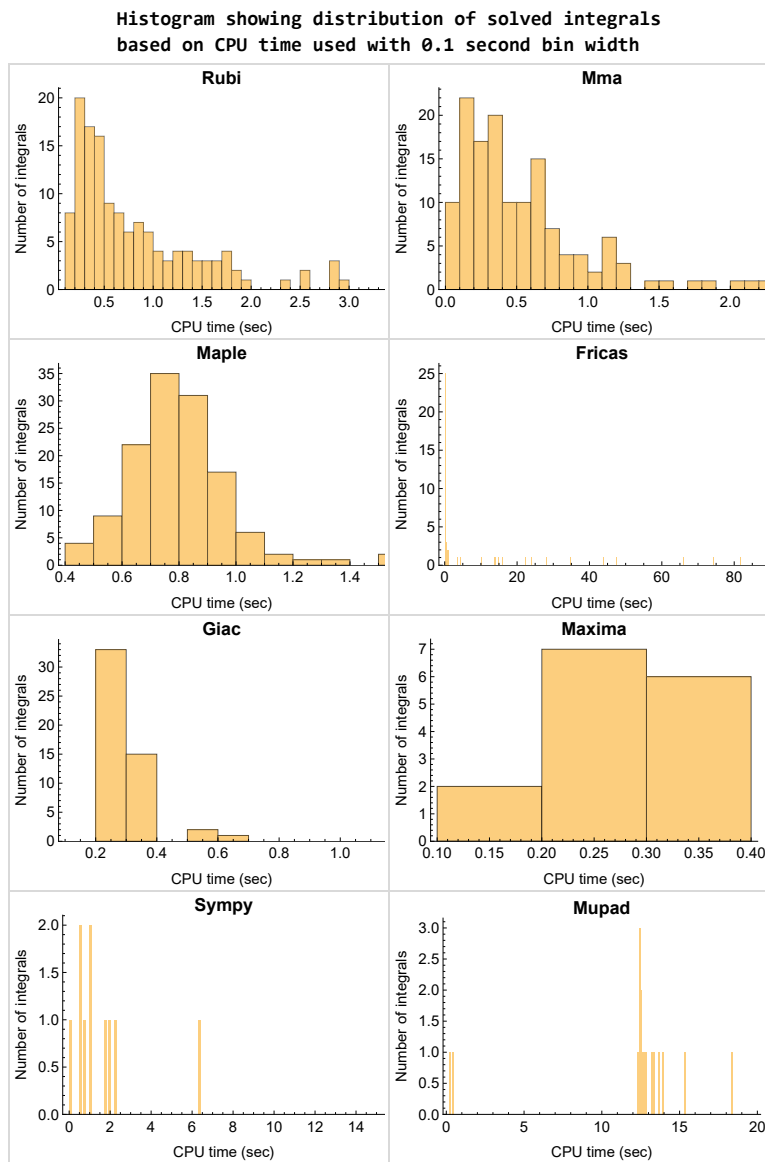 Histogram showing distribution of solved integrals
based on CPU time used with 0.1 second bin width
Rubi
Number of integrals
20
15
10
5
0
0.5 1.0 1.5 2.0 2.5 3.0
CPU time (sec)
Mma
Number of integrals
20
15
10
5
0
0.0 0.5 1.0 1.5 2.0
CPU time (sec)
Maple
Number of integrals
35
30
25
20
15
10
5
0
0.4 0.6 0.8 1.0 1.2 1.4
CPU time (sec)
Fricas
Number of integrals
25
20
15
10
5
0
0 20 40 60 80
CPU time (sec)
Giac
Number of integrals
30
25
20
15
10
5
0
0.2 0.4 0.6 0.8 1.0
CPU time (sec)
Maxima
Number of integrals
7
6
5
4
3
2
1
0
0.10 0.15 0.20 0.25 0.30 0.35 0.40
CPU time (sec)
Sympy
Number of integrals
2.0
1.5
1.0
0.5
0.0
0 2 4 6 8 10 12 14
CPU time (sec)
Mupad
Number of integrals
3.0
2.5
2.0
1.5
1.0
0.5
0.0
0 5 10 15 20
CPU time (sec)